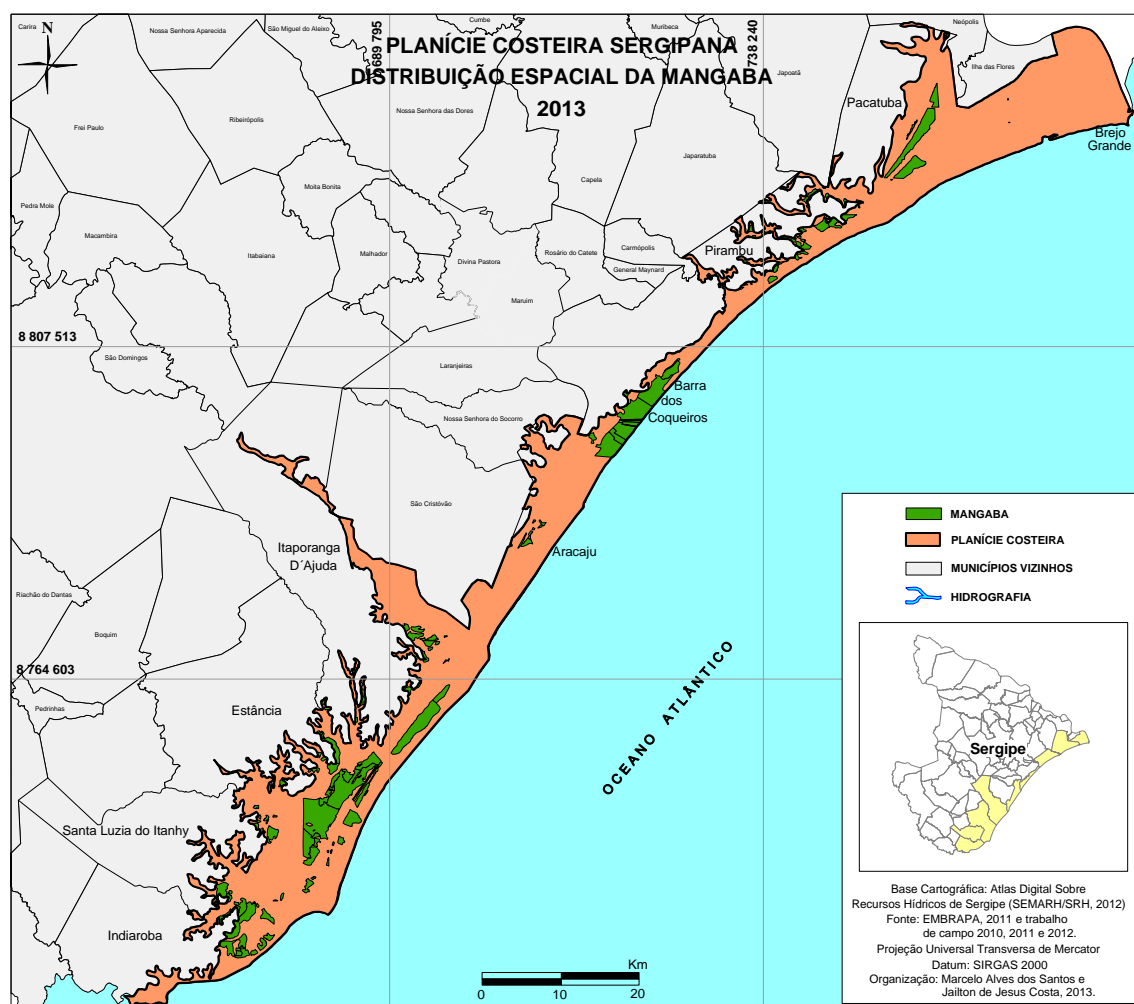 PLANÍCIE COSTEIRA SERGIPANA
DISTRIBUIÇÃO ESPACIAL DA MANGABA
2013
N
689 795
738 240
8 807 513
8 764 603
Carira
Nossa Senhora Aparecida
São Miguel do Aleixo
Cumbe
Muribeca
Neópolis
Ilha das Flores
Japoatã
Pacatuba
Brejo
Grande
Frei Paulo
Ribeirópolis
Nossa Senhora das Dores
Japaratuba
Capela
Moita Bonita
Pedra Mole
Macambira
Itabaiana
Malhador
Divina Pastora
Rosário do Catete
Carmópolis
General Maynard
Pirambu
Maruim
São Domingos
Laranjeiras
Barra
dos
Coqueiros
Nossa Senhora do Socorro
São Cristóvão
Aracaju
Itaporanga
D´Ajuda
Riachão do Dantas
Boquim
Pedrinhas
Estância
Santa Luzia do Itanhy
Indiaroba
OCEANO ATLÂNTICO
MANGABA
PLANÍCIE COSTEIRA
MUNICÍPIOS VIZINHOS
HIDROGRAFIA
Sergipe
Base Cartográfica: Atlas Digital Sobre
Recursos Hídricos de Sergipe (SEMARH/SRH, 2012)
Fonte: EMBRAPA, 2011 e trabalho
de campo 2010, 2011 e 2012.
Projeção Universal Transversa de Mercator
Datum: SIRGAS 2000
Organização: Marcelo Alves dos Santos e
Jailton de Jesus Costa, 2013.
Km
0 10 20